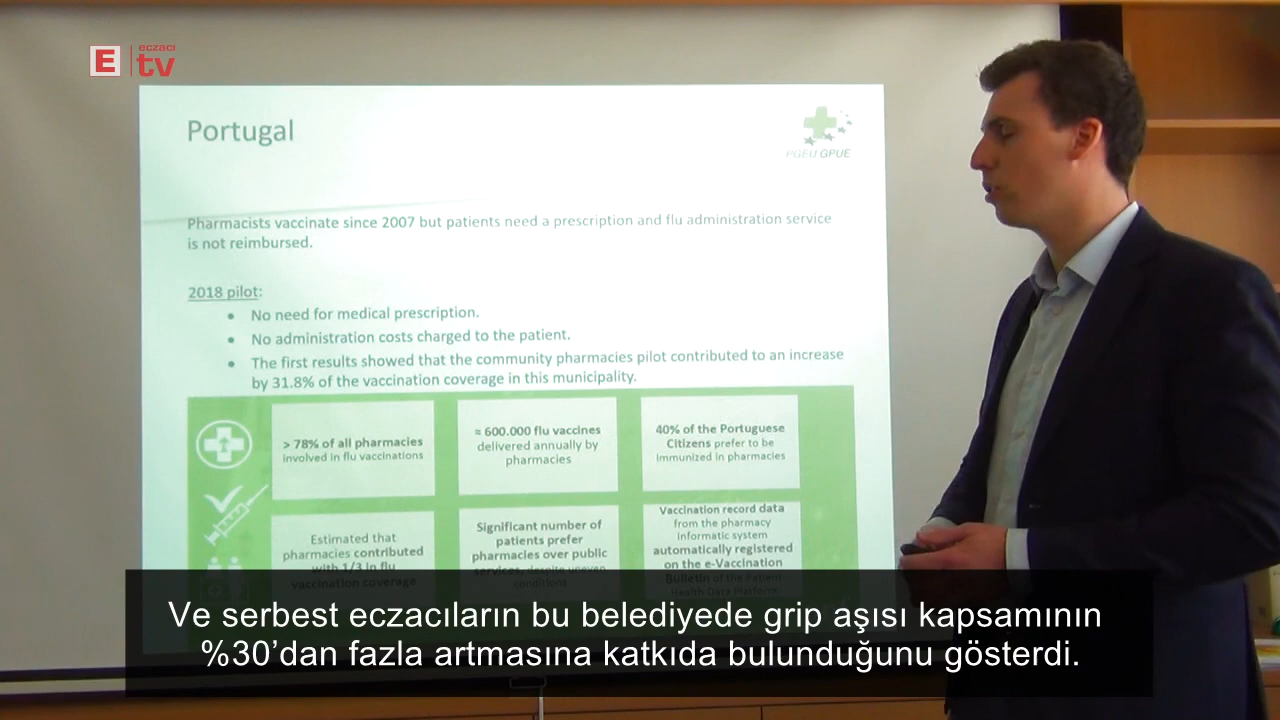 E
eczacı
tv
Portugal
PGEU GPUE
Pharmacists vaccinate since 2007 but patients need a prescription and flu administration service
is not reimbursed.
2018 pilot:
• No need for medical prescription.
• No administration costs charged to the patient.
• The first results showed that the community pharmacies pilot contributed to an increase
by 31.8% of the vaccination coverage in this municipality.
> 78% of all pharmacies
involved in flu vaccinations
≈ 600.000 flu vaccines
delivered annually by
pharmacies
40% of the Portuguese
Citizens prefer to be
immunized in pharmacies
Estimated that
pharmacies contributed
with 1/3 in flu
vaccination coverage
Significant number of
patients prefer
pharmacies over public
services, despite uneven
conditions
Vaccination record data
from the pharmacy
informatic system
automatically registered
on the e-Vaccination
Bulletin of the Patient
Health Data Platform
Ve serbest eczacıların bu belediyede grip aşısı kapsamının
%30’dan fazla artmasına katkıda bulunduğunu gösterdi.